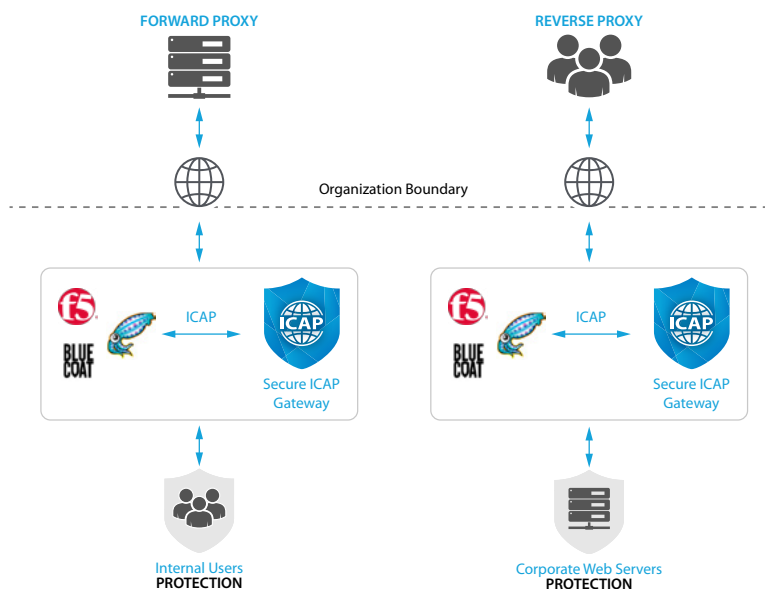 FORWARD PROXY
REVERSE PROXY
Organization Boundary
f5
ICAP
ICAP
BLUE
COAT
Secure ICAP
Gateway
f5
ICAP
ICAP
BLUE
COAT
Secure ICAP
Gateway
Internal Users
PROTECTION
Corporate Web Servers
PROTECTION